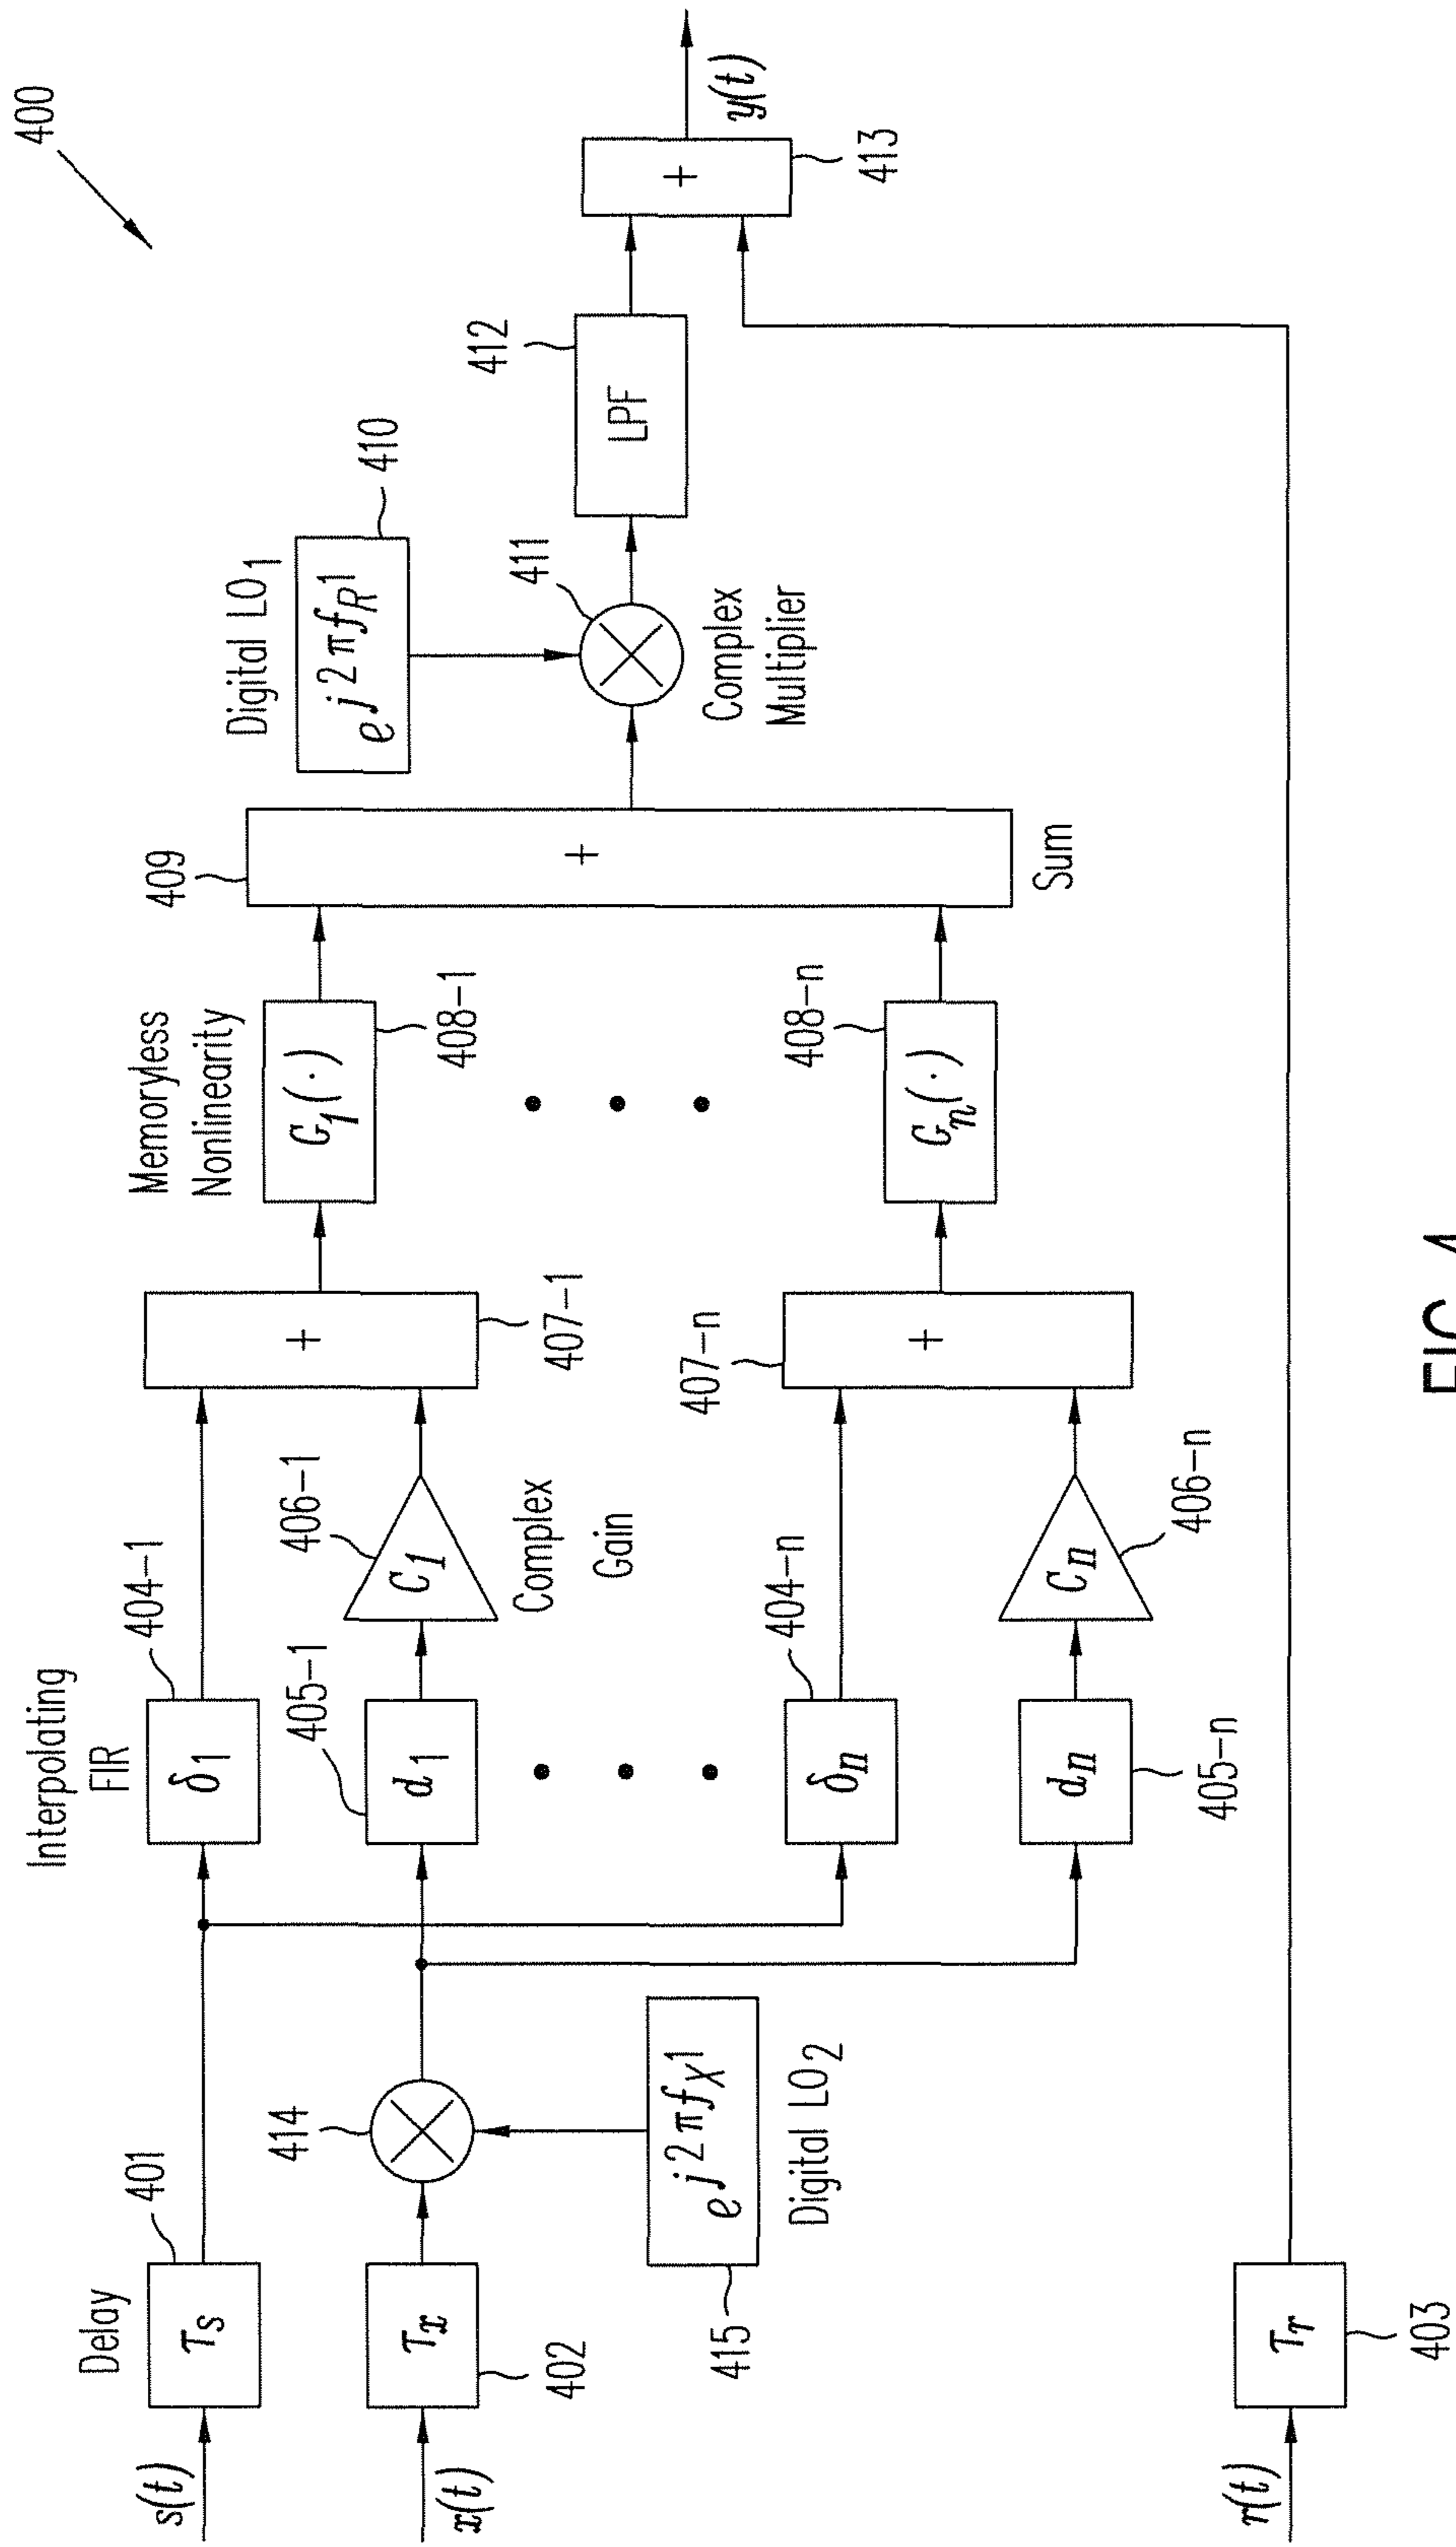 400
Delay
401
s(t)
τs
x(t)
τx
402
414
415
e^j2πf_X1
Digital LO2
Interpolating
FIR
δ1
404-1
d1
405-1
C1
406-1
Complex
Gain
δn
404-n
dn
405-n
Cn
406-n
+
407-1
+
407-n
Memoryless
Nonlinearity
G1(·)
408-1
Gn(·)
408-n
409
+
Sum
Digital LO1
e^j2πf_R1
410
411
Complex
Multiplier
412
LPF
+
413
y(t)
r(t)
τr
403